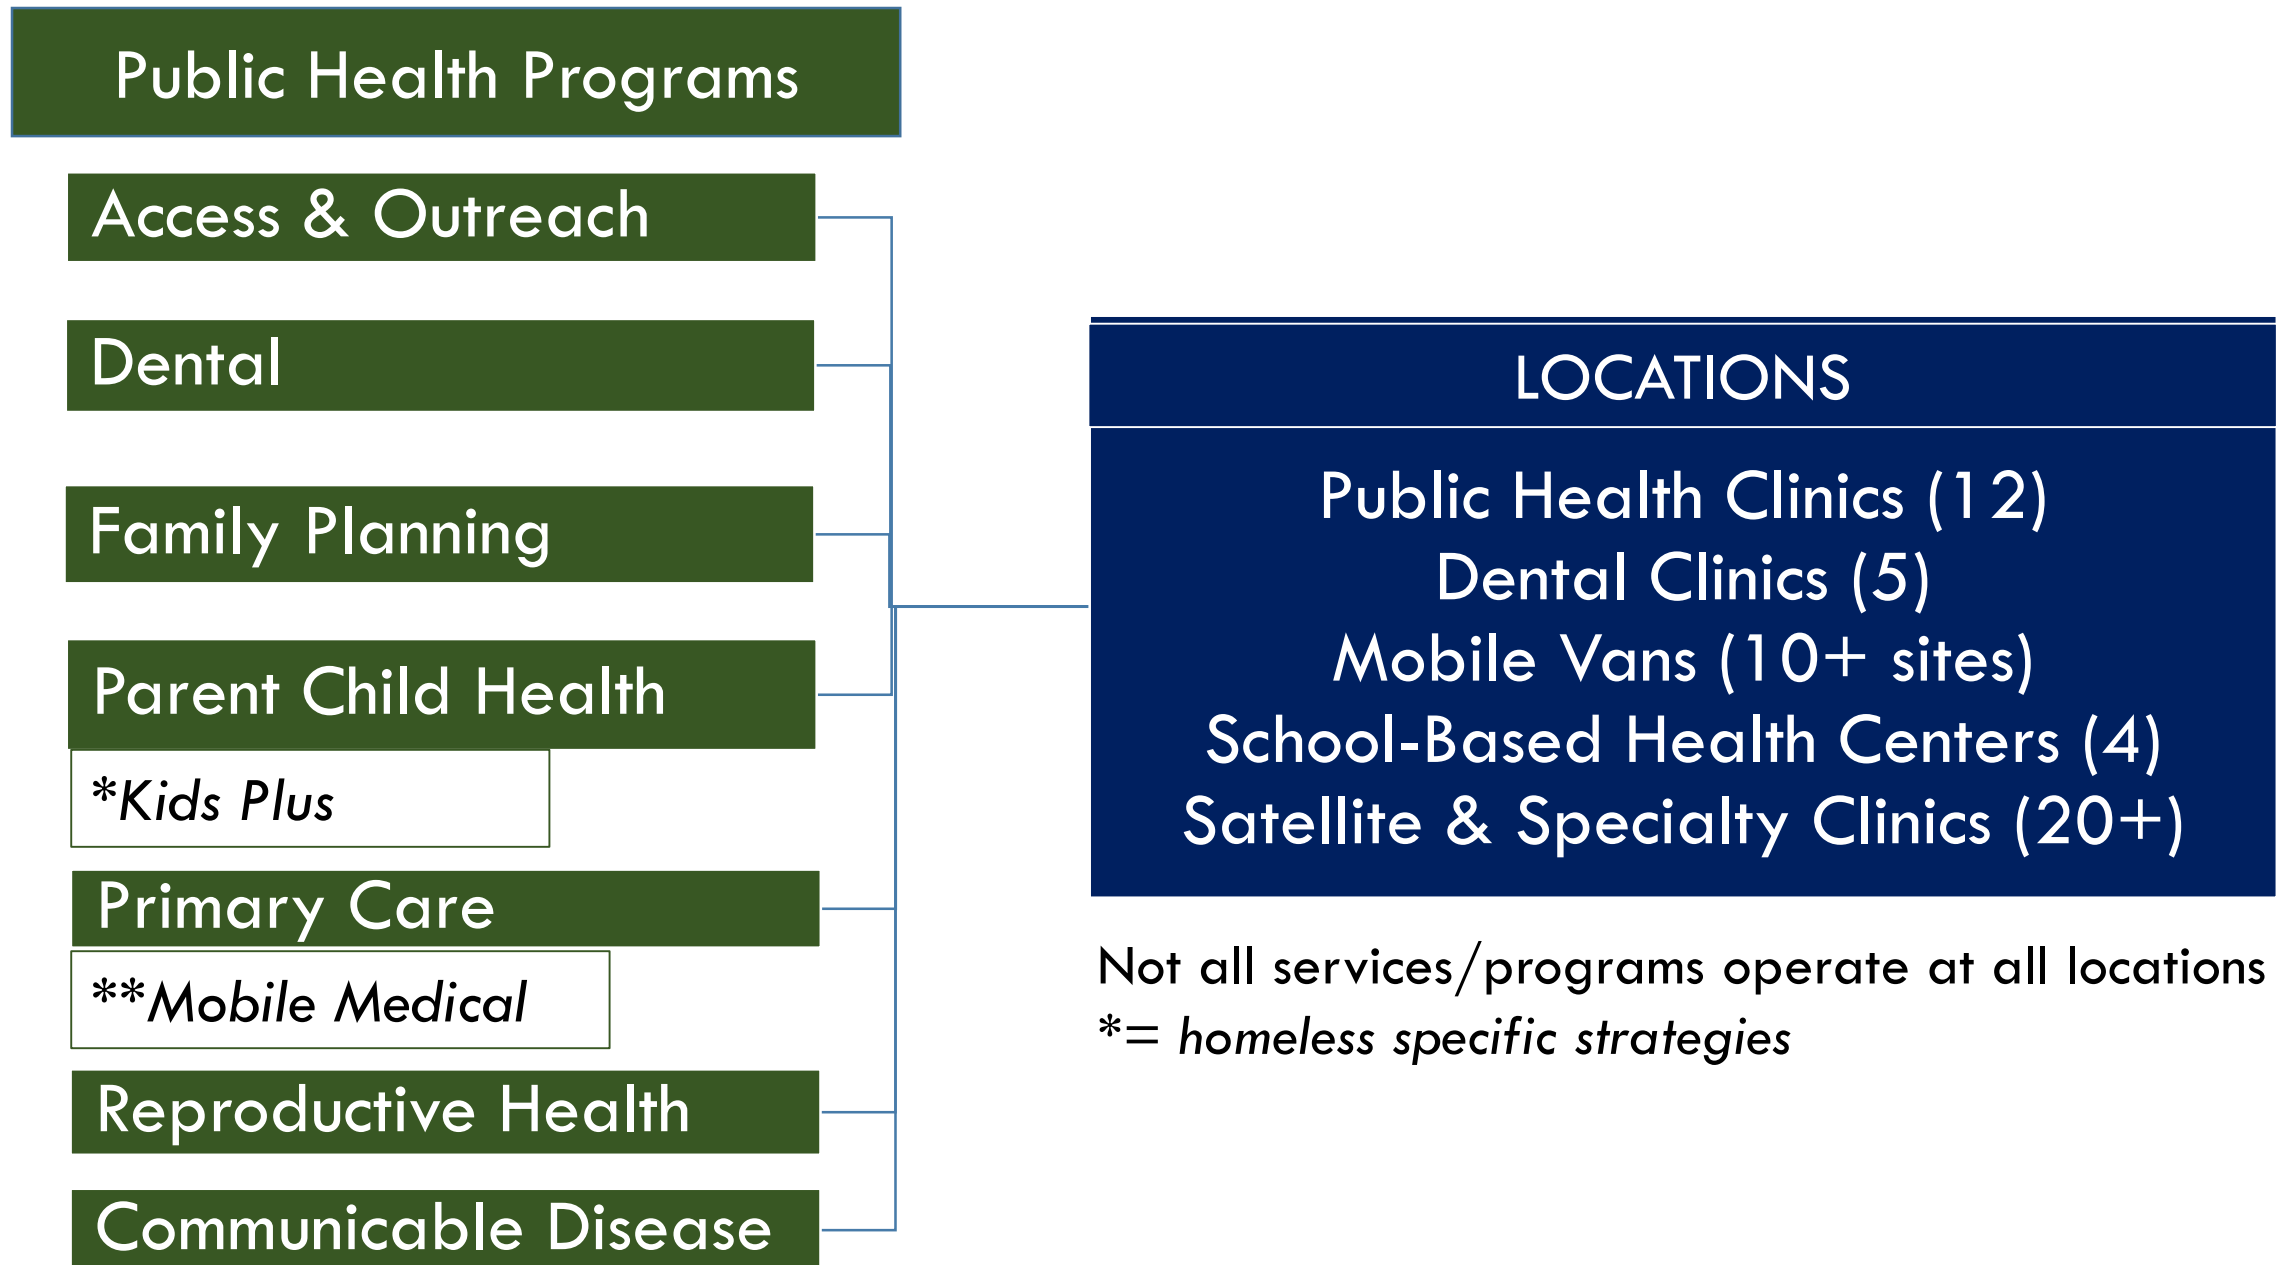 Public Health Programs
Access & Outreach
Dental
Family Planning
Parent Child Health
*Kids Plus
Primary Care
**Mobile Medical
Reproductive Health
Communicable Disease
LOCATIONS
Public Health Clinics (12)
Dental Clinics (5)
Mobile Vans (10+ sites)
School-Based Health Centers (4)
Satellite & Specialty Clinics (20+)
Not all services/programs operate at all locations
*= homeless specific strategies